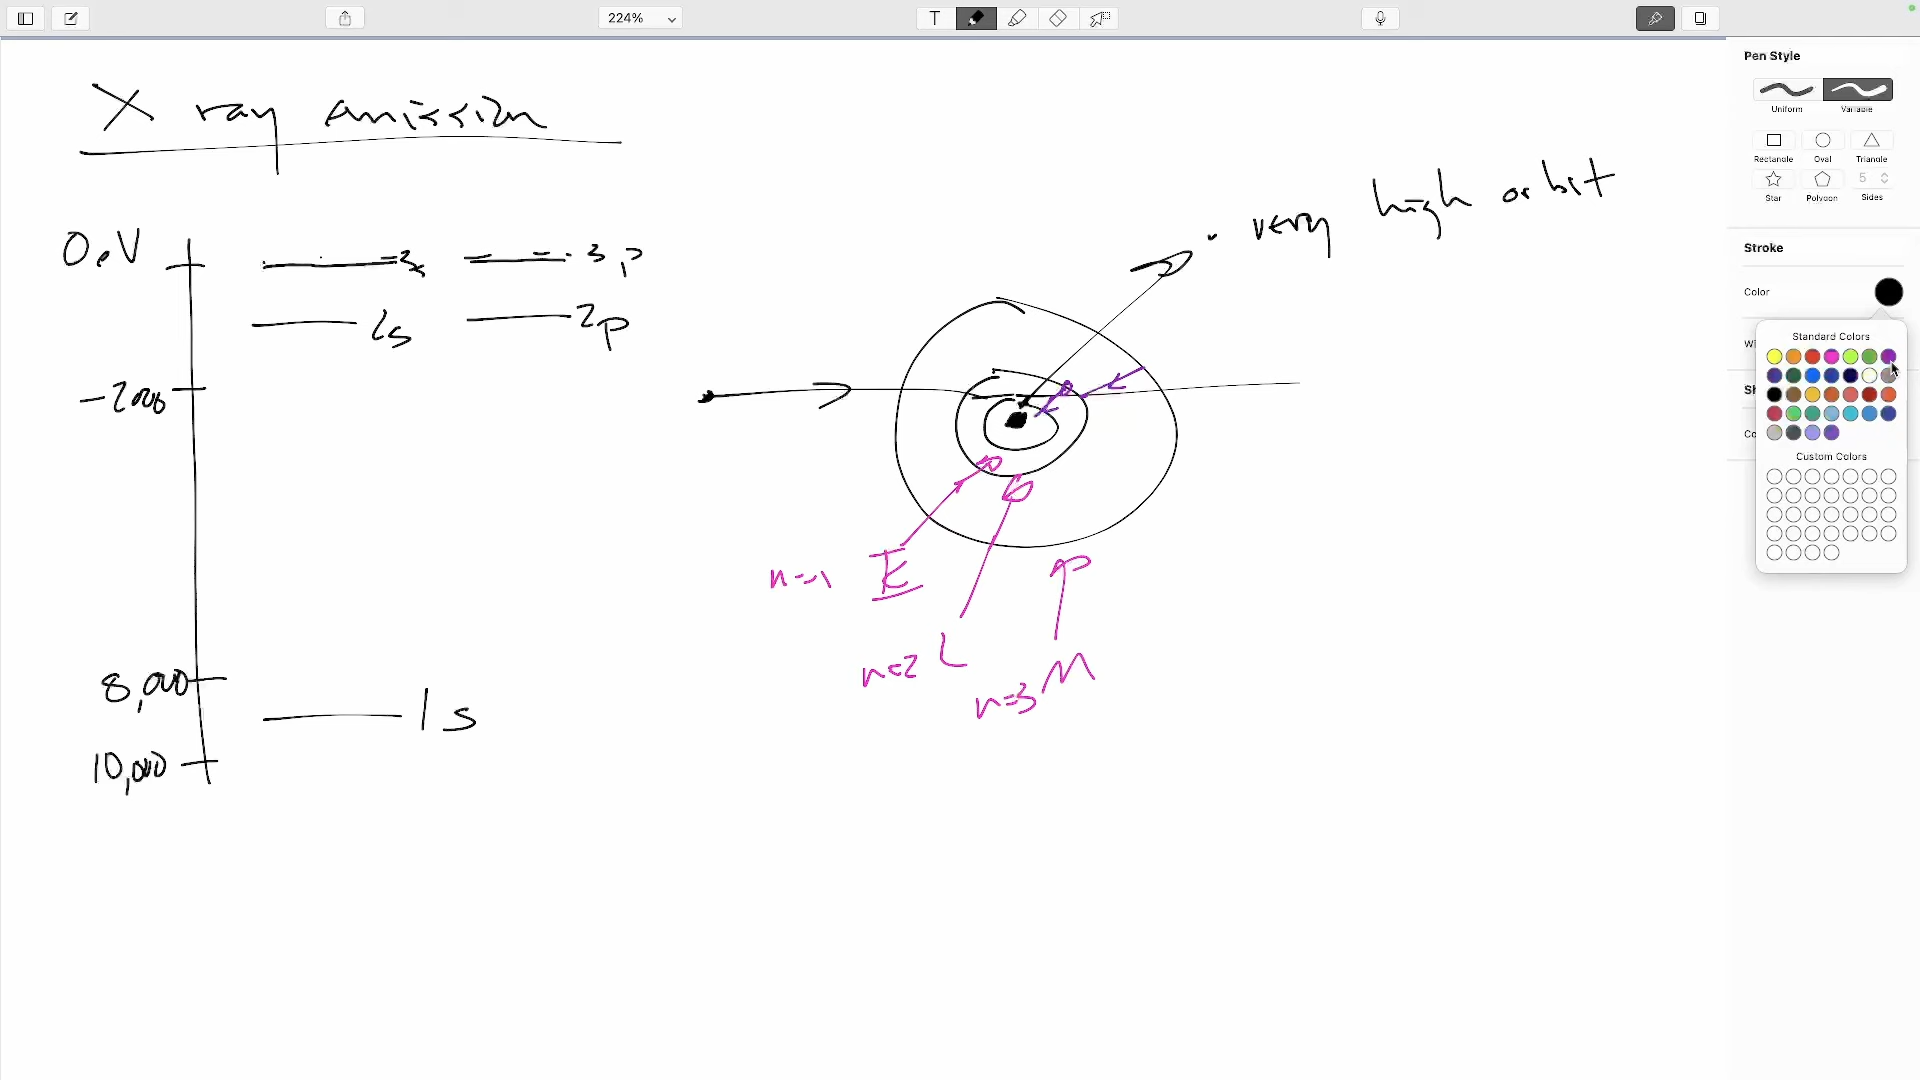 224%
T
Pen Style
Uniform
Variable
Rectangle
Oval
Triangle
Star
Polygon
5
Sides
Stroke
Color
Standard Colors
Custom Colors
X ray emission
very high orbit
0 eV
3s
3p
2s
2p
-2000
n=1
K
n=2
L
n=3
M
8,000
1s
10,000